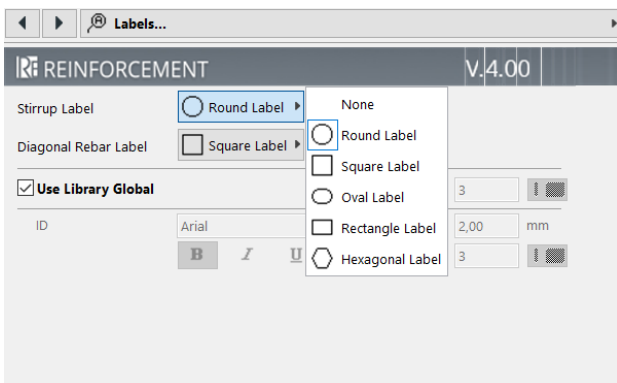 Labels...
REINFORCEMENT V.4.00
Stirrup Label Round Label
Diagonal Rebar Label Square Label
None
Round Label
Square Label
Oval Label
Rectangle Label
Hexagonal Label
Use Library Global 3
ID Arial 2,00 mm
B I U 3